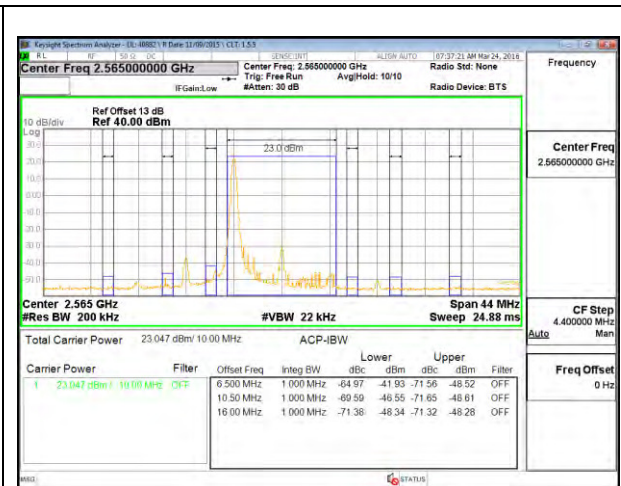 Keysight Spectrum Analyzer - UL-40882 \ R Date: 11/09/2015 \ CLT: 1.5.5
RL RF 50 Ω DC SENSE:INT ALIGN AUTO 07:37:21 AM Mar 24, 2016
Center Freq 2.565000000 GHz Center Freq: 2.565000000 GHz Radio Std: None Frequency
Trig: Free Run Avg|Hold: 10/10
IFGain:Low #Atten: 30 dB Radio Device: BTS
Ref Offset 13 dB
10 dB/div Ref 40.00 dBm
Log
23.0 dBm
Center Freq
2.565000000 GHz
Center 2.565 GHz Span 44 MHz
#Res BW 200 kHz #VBW 22 kHz Sweep 24.88 ms
CF Step
4.400000 MHz
Auto Man
Total Carrier Power 23.047 dBm/ 10.00 MHz ACP-IBW
Lower Upper
Carrier Power Filter Offset Freq Integ BW dBc dBm dBc dBm Filter
1 23.047 dBm / 10.00 MHz OFF 6.500 MHz 1.000 MHz -64.97 -41.93 -71.56 -48.52 OFF
10.50 MHz 1.000 MHz -69.59 -46.55 -71.65 -48.61 OFF
16.00 MHz 1.000 MHz -71.38 -48.34 -71.32 -48.28 OFF
Freq Offset
0 Hz
MSG STATUS